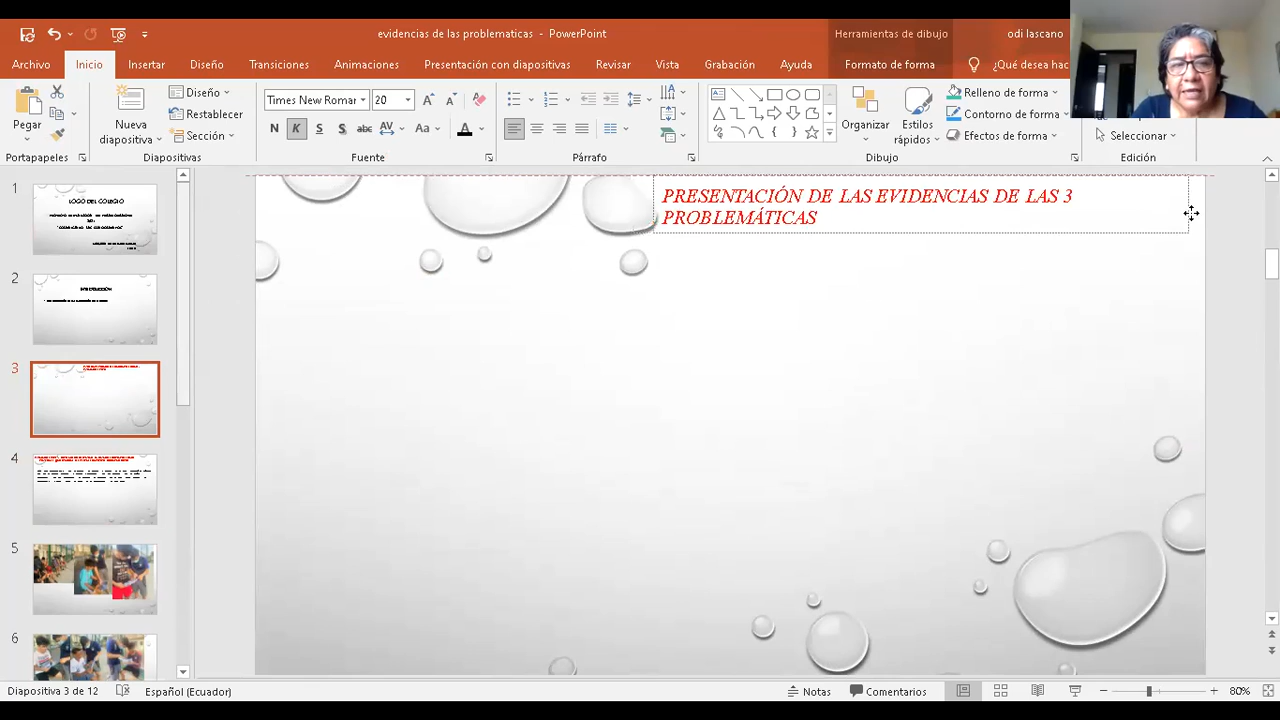 evidencias de las problematicas - PowerPoint
Herramientas de dibujo
odi lascano
Archivo Inicio Insertar Diseño Transiciones Animaciones Presentación con diapositivas Revisar Vista Grabación Ayuda Formato de forma ¿Qué desea hac
Pegar
Nueva diapositiva
Diseño
Restablecer
Sección
Times New Romar 20
N K S S abc AV Aa A
Organizar
Estilos rápidos
Relleno de forma
Contorno de forma
Efectos de forma
Seleccionar
Portapapeles Diapositivas Fuente Párrafo Dibujo Edición
1
LOGO DEL COLEGIO
2
INTRODUCCIÓN
3
4
5
6
PRESENTACIÓN DE LAS EVIDENCIAS DE LAS 3
PROBLEMÁTICAS
Diapositiva 3 de 12 Español (Ecuador) Notas Comentarios 80%